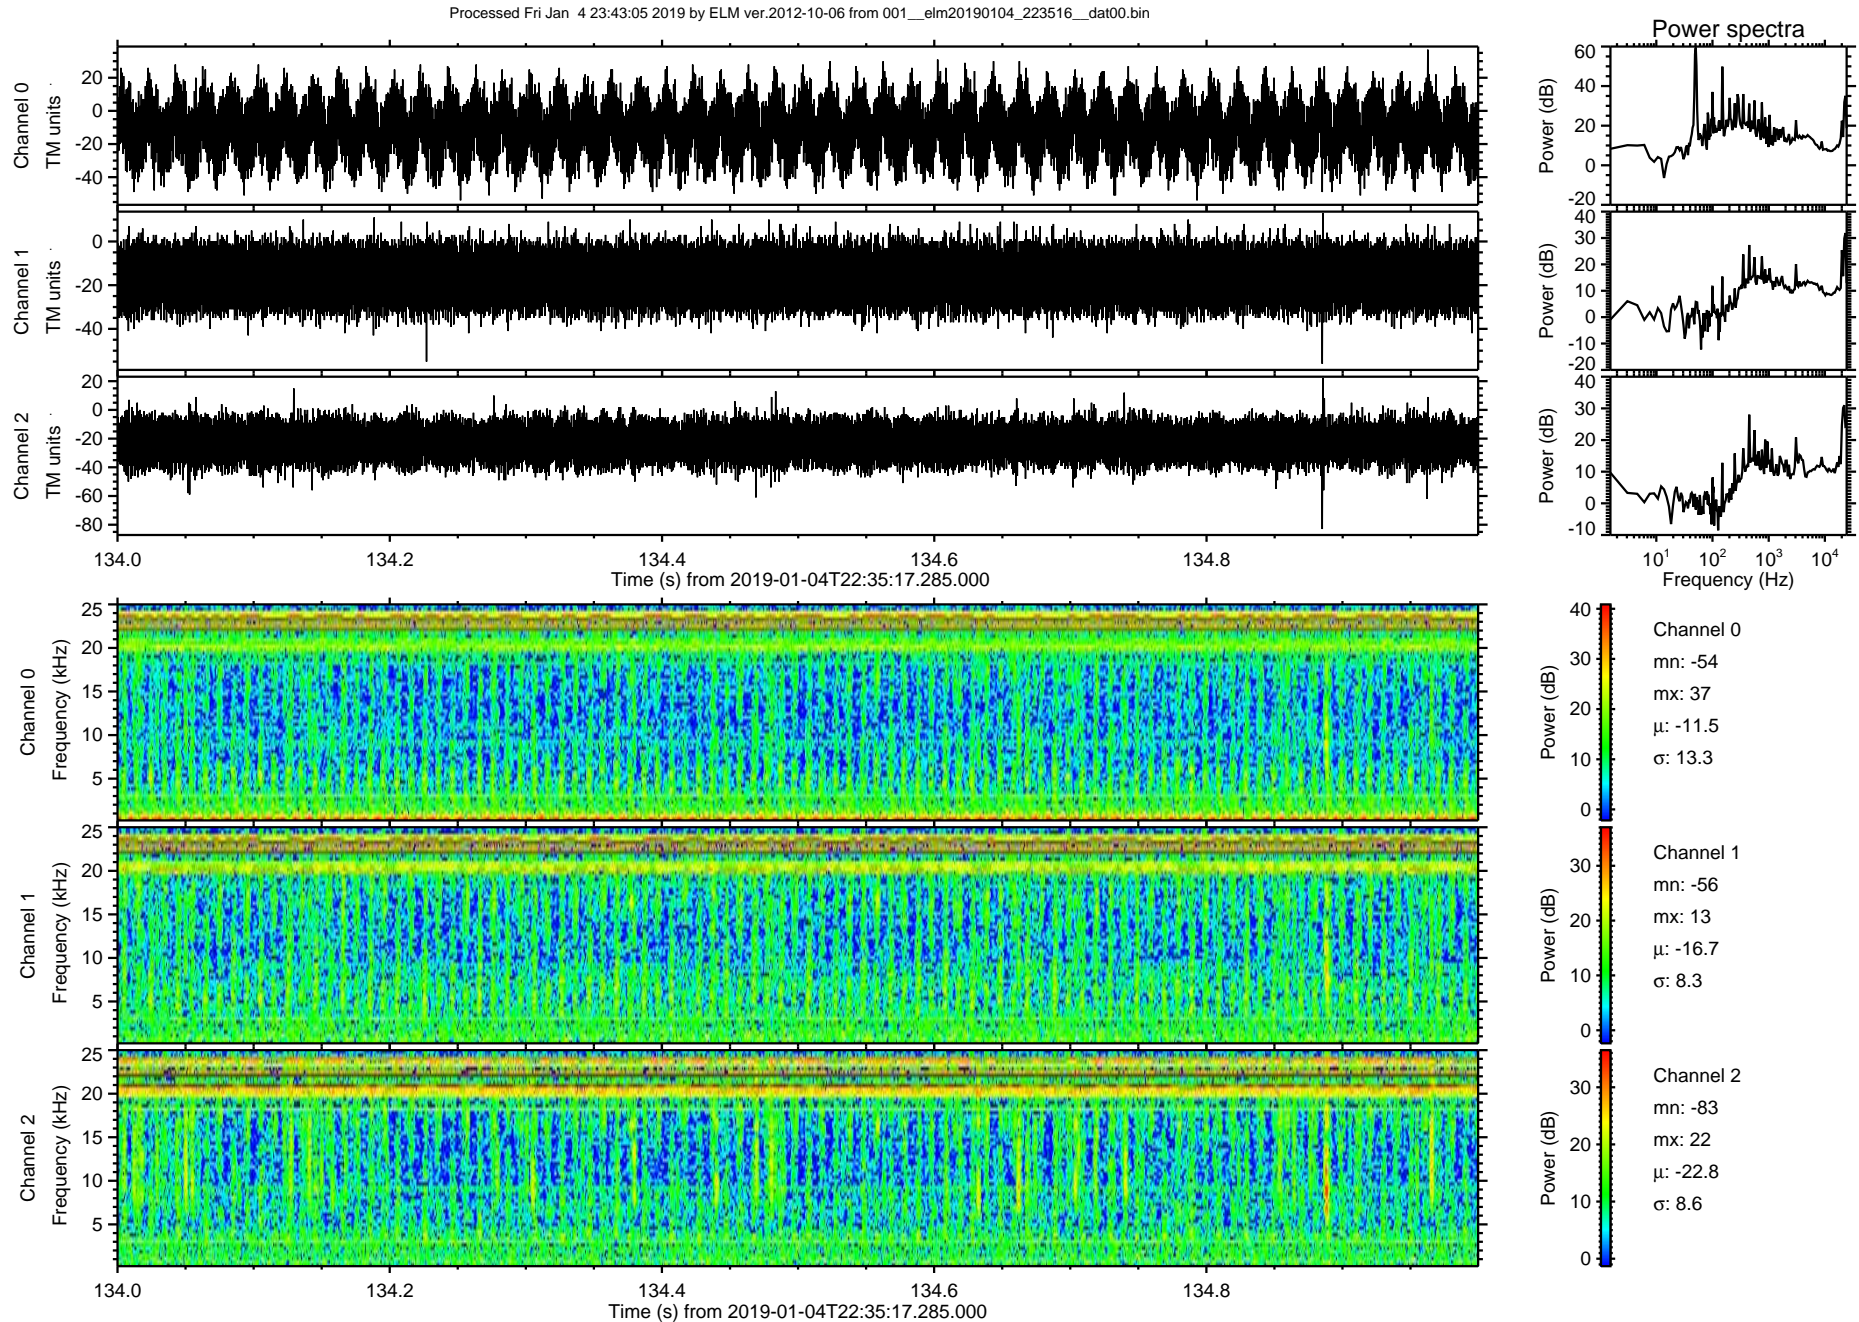 Processed Fri Jan  4 23:43:05 2019 by ELM ver.2012-10-06 from 001__elm20190104_223516__dat00.bin
Power spectra
Channel 0
TM units
20
0
-20
-40
Power (dB)
60
40
20
0
-20
Channel 1
TM units
0
-20
-40
Power (dB)
40
30
20
10
0
-10
-20
Channel 2
TM units
20
0
-20
-40
-60
-80
Power (dB)
40
30
20
10
0
-10
134.0 134.2 134.4 134.6 134.8
Time (s) from 2019-01-04T22:35:17.285.000
10^1 10^2 10^3 10^4
Frequency (Hz)
Channel 0
Frequency (kHz)
25
20
15
10
5
Power (dB)
40
30
20
10
0
Channel 0
mn: -54
mx: 37
μ: -11.5
σ: 13.3
Channel 1
Frequency (kHz)
25
20
15
10
5
Power (dB)
30
20
10
0
Channel 1
mn: -56
mx: 13
μ: -16.7
σ: 8.3
Channel 2
Frequency (kHz)
25
20
15
10
5
Power (dB)
30
20
10
0
Channel 2
mn: -83
mx: 22
μ: -22.8
σ: 8.6
134.0 134.2 134.4 134.6 134.8
Time (s) from 2019-01-04T22:35:17.285.000